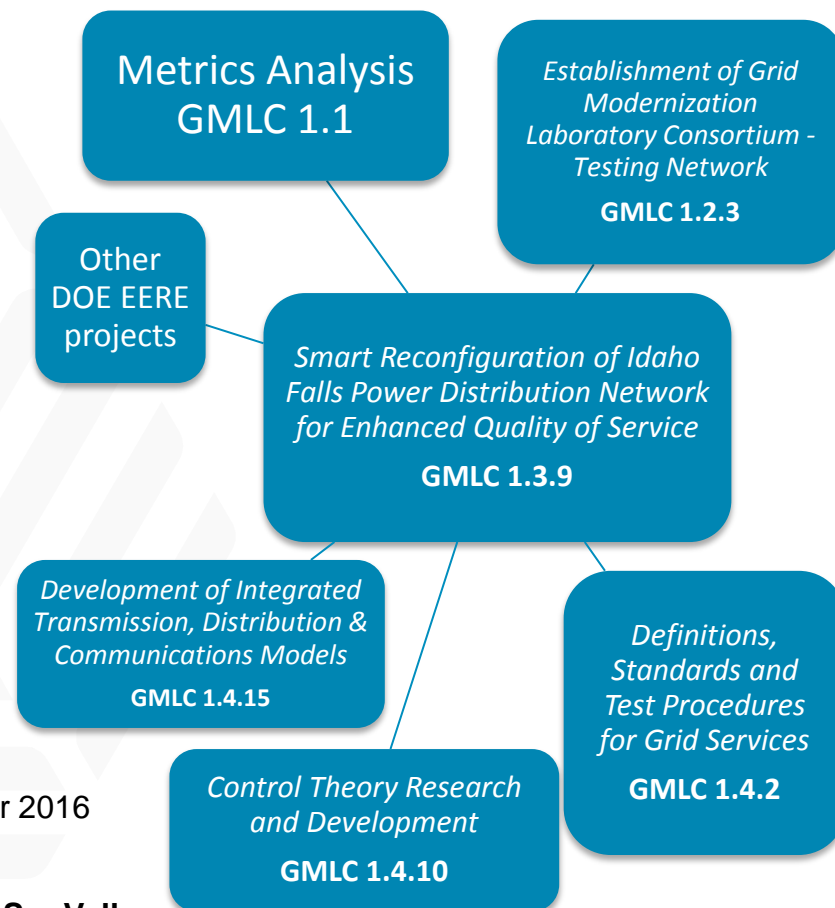 Metrics Analysis
GMLC 1.1
Establishment of Grid
Modernization
Laboratory Consortium -
Testing Network
GMLC 1.2.3
Other
DOE EERE
projects
Smart Reconfiguration of Idaho
Falls Power Distribution Network
for Enhanced Quality of Service
GMLC 1.3.9
Development of Integrated
Transmission, Distribution &
Communications Models
GMLC 1.4.15
Definitions,
Standards and
Test Procedures
for Grid Services
GMLC 1.4.2
Control Theory Research
and Development
GMLC 1.4.10
r 2016